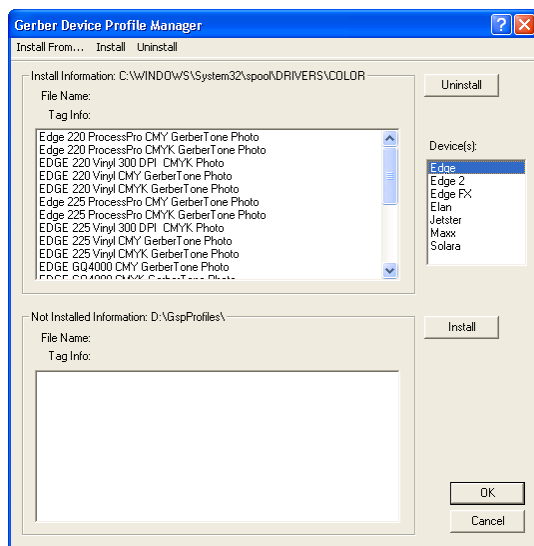 Gerber Device Profile Manager
Install From... Install Uninstall
Install Information: C:\WINDOWS\System32\spool\DRIVERS\COLOR
Uninstall
File Name:
Tag Info:
Edge 220 ProcessPro CMY GerberTone Photo
Edge 220 ProcessPro CMYK GerberTone Photo
EDGE 220 Vinyl 300 DPI CMYK Photo
EDGE 220 Vinyl CMY GerberTone Photo
EDGE 220 Vinyl CMYK GerberTone Photo
Edge 225 ProcessPro CMY GerberTone Photo
Edge 225 ProcessPro CMYK GerberTone Photo
EDGE 225 Vinyl 300 DPI CMYK Photo
EDGE 225 Vinyl CMY GerberTone Photo
EDGE 225 Vinyl CMYK GerberTone Photo
EDGE GQ4000 CMY GerberTone Photo
EDGE GQ4000 CMYK GerberTone Photo
Device(s):
Edge
Edge 2
Edge FX
Elan
Jetster
Maxx
Solara
Not Installed Information: D:\GspProfiles\
Install
File Name:
Tag Info:
OK
Cancel